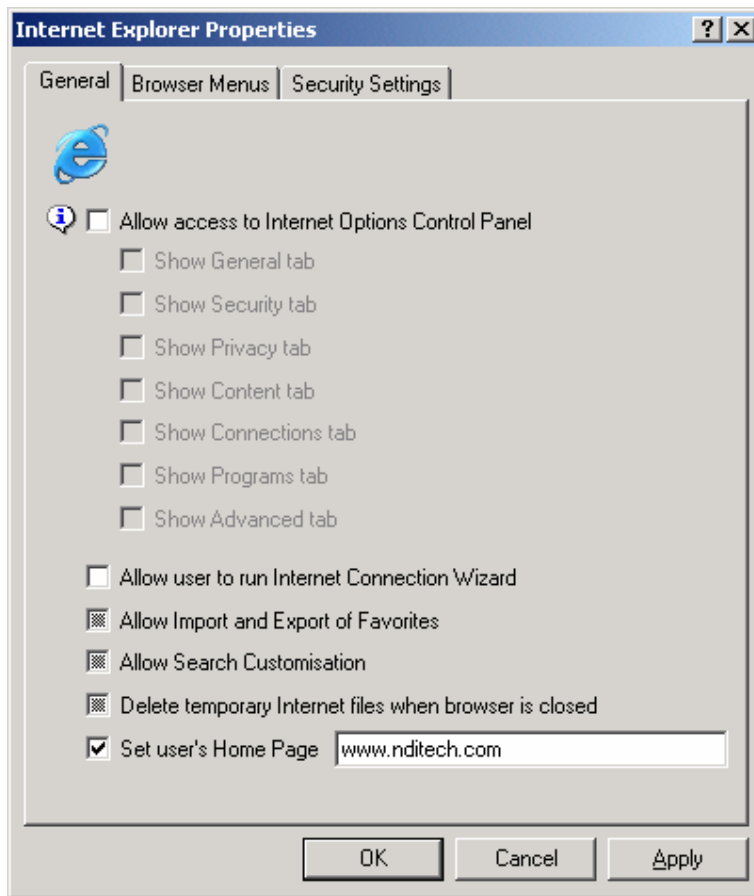 Internet Explorer Properties
General Browser Menus Security Settings
Allow access to Internet Options Control Panel
Show General tab
Show Security tab
Show Privacy tab
Show Content tab
Show Connections tab
Show Programs tab
Show Advanced tab
Allow user to run Internet Connection Wizard
Allow Import and Export of Favorites
Allow Search Customisation
Delete temporary Internet files when browser is closed
Set user's Home Page www.nditech.com
OK Cancel Apply